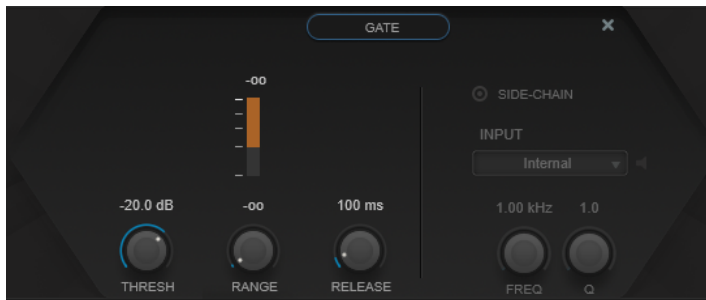 GATE
×
-oo
SIDE-CHAIN
INPUT
Internal
-20.0 dB -oo 100 ms 1.00 kHz 1.0
THRESH RANGE RELEASE FREQ Q